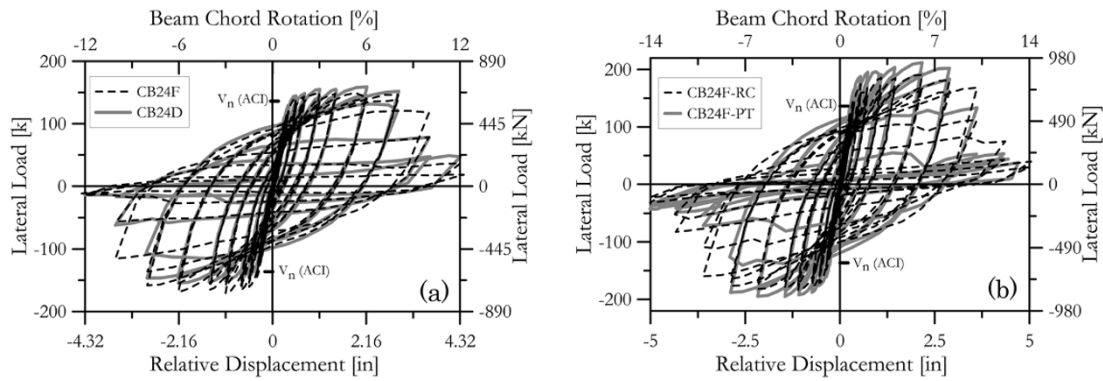 Beam Chord Rotation [%]
-12 -6 0 6 12
200 890
CB24F
CB24D
Vn (ACI)
100 445
Lateral Load [k]
Lateral Load [kN]
0 0
-100 -445
Vn (ACI)
(a)
-200 -890
-4.32 -2.16 0 2.16 4.32
Relative Displacement [in]
Beam Chord Rotation [%]
-14 -7 0 7 14
200 980
CB24F-RC
CB24F-PT
Vn (ACI)
100 490
Lateral Load [k]
Lateral Load [kN]
0 0
-100 -490
Vn (ACI)
(b)
-200 -980
-5 -2.5 0 2.5 5
Relative Displacement [in]